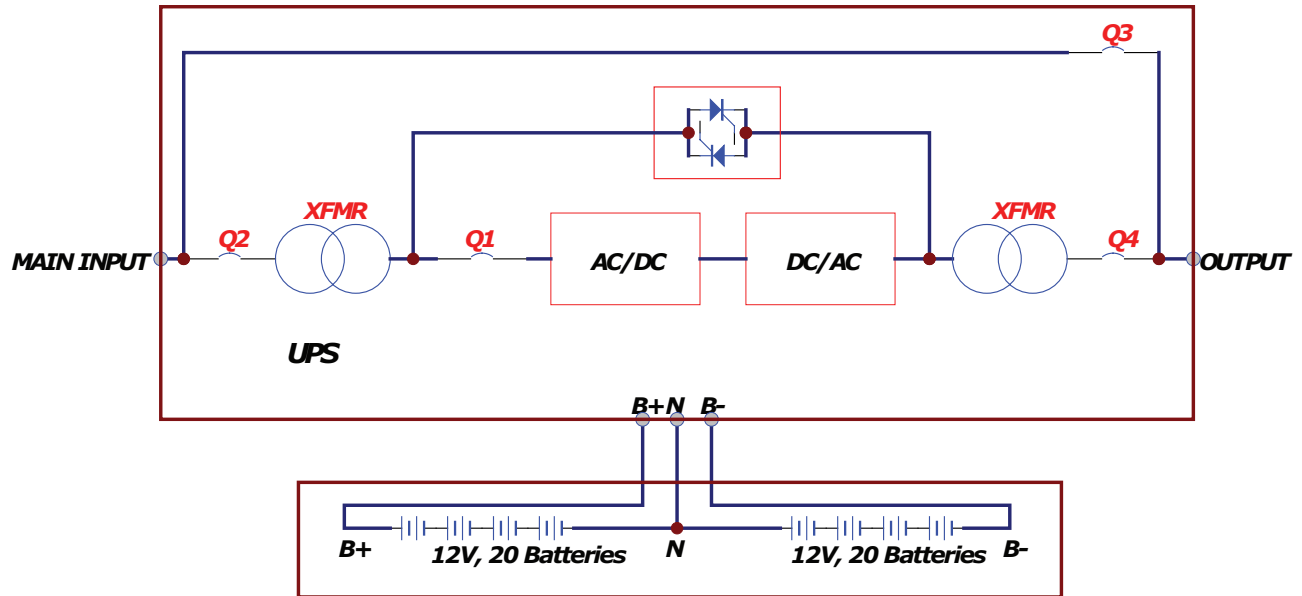 Q3
XFMR
XFMR
Q2
Q1
Q4
MAIN INPUT
AC/DC
DC/AC
OUTPUT
UPS
B+ N B-
B+
12V, 20 Batteries
N
12V, 20 Batteries
B-